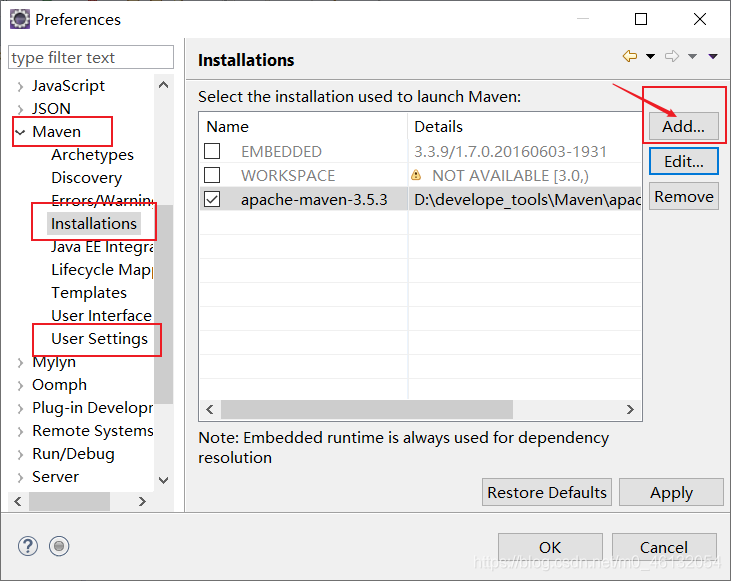 Preferences
type filter text
JavaScript
JSON
Maven
Archetypes
Discovery
Errors/Warnin
Installations
Java EE Integra
Lifecycle Map
Templates
User Interface
User Settings
Mylyn
Oomph
Plug-in Developr
Remote Systems
Run/Debug
Server
Installations
Select the installation used to launch Maven:
Name Details
EMBEDDED 3.3.9/1.7.0.20160603-1931
WORKSPACE NOT AVAILABLE [3.0,)
apache-maven-3.5.3 D:\develope_tools\Maven\apac
Add...
Edit...
Remove
Note: Embedded runtime is always used for dependency
resolution
Restore Defaults Apply
OK Cancel
https://blog.csdn.net/m0_46132054